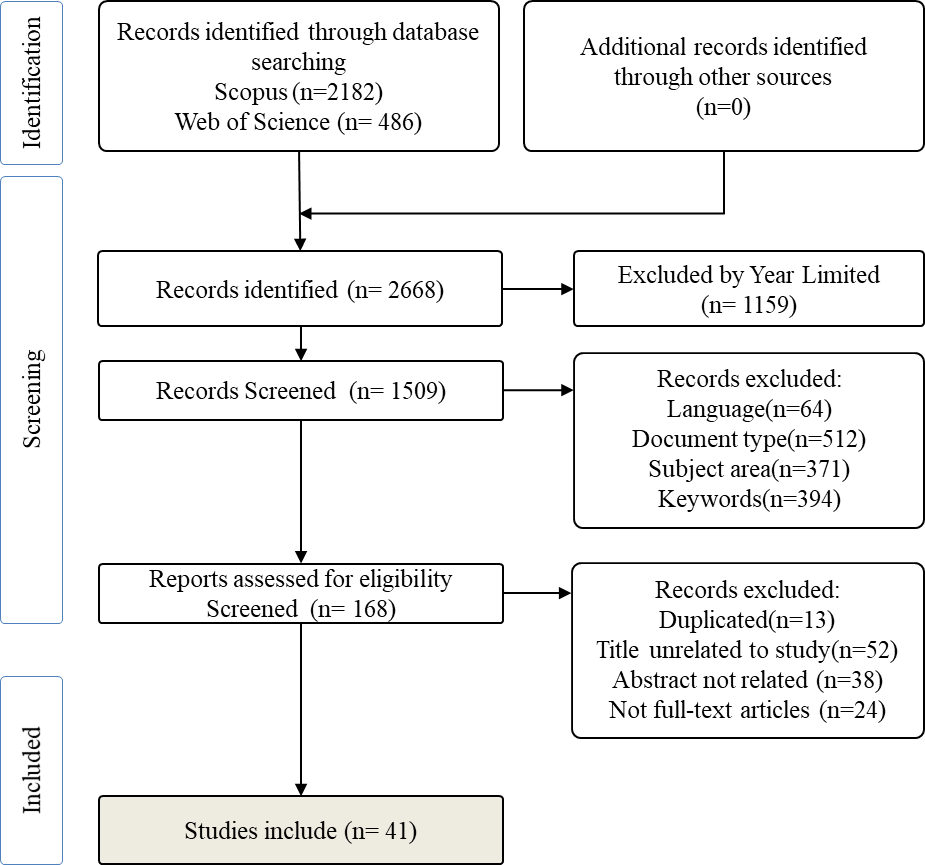 Identification
Records identified through database
searching
Scopus (n=2182)
Web of Science (n= 486)
Additional records identified
through other sources
(n=0)
Screening
Records identified (n= 2668)
Excluded by Year Limited
(n= 1159)
Records Screened (n= 1509)
Records excluded:
Language(n=64)
Document type(n=512)
Subject area(n=371)
Keywords(n=394)
Reports assessed for eligibility
Screened (n= 168)
Records excluded:
Duplicated(n=13)
Title unrelated to study(n=52)
Abstract not related (n=38)
Not full-text articles (n=24)
Included
Studies include (n= 41)